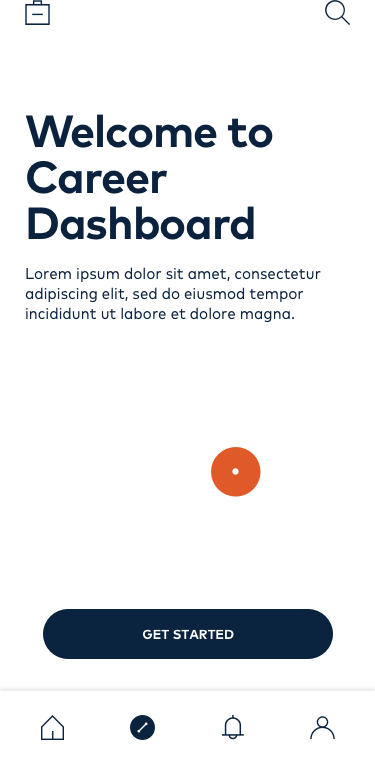 Welcome to
Career
Dashboard
Lorem ipsum dolor sit amet, consectetur
adipiscing elit, sed do eiusmod tempor
incididunt ut labore et dolore magna.
GET STARTED